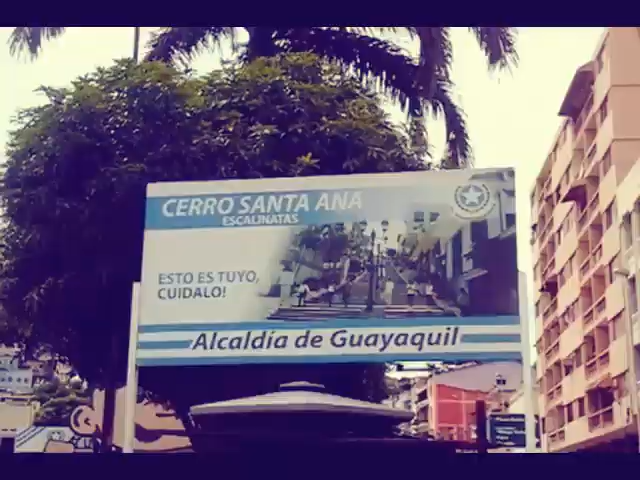 CERRO SANTA ANA
ESCALINATAS
ESTO ES TUYO,
CUIDALO!
Alcaldía de Guayaquil